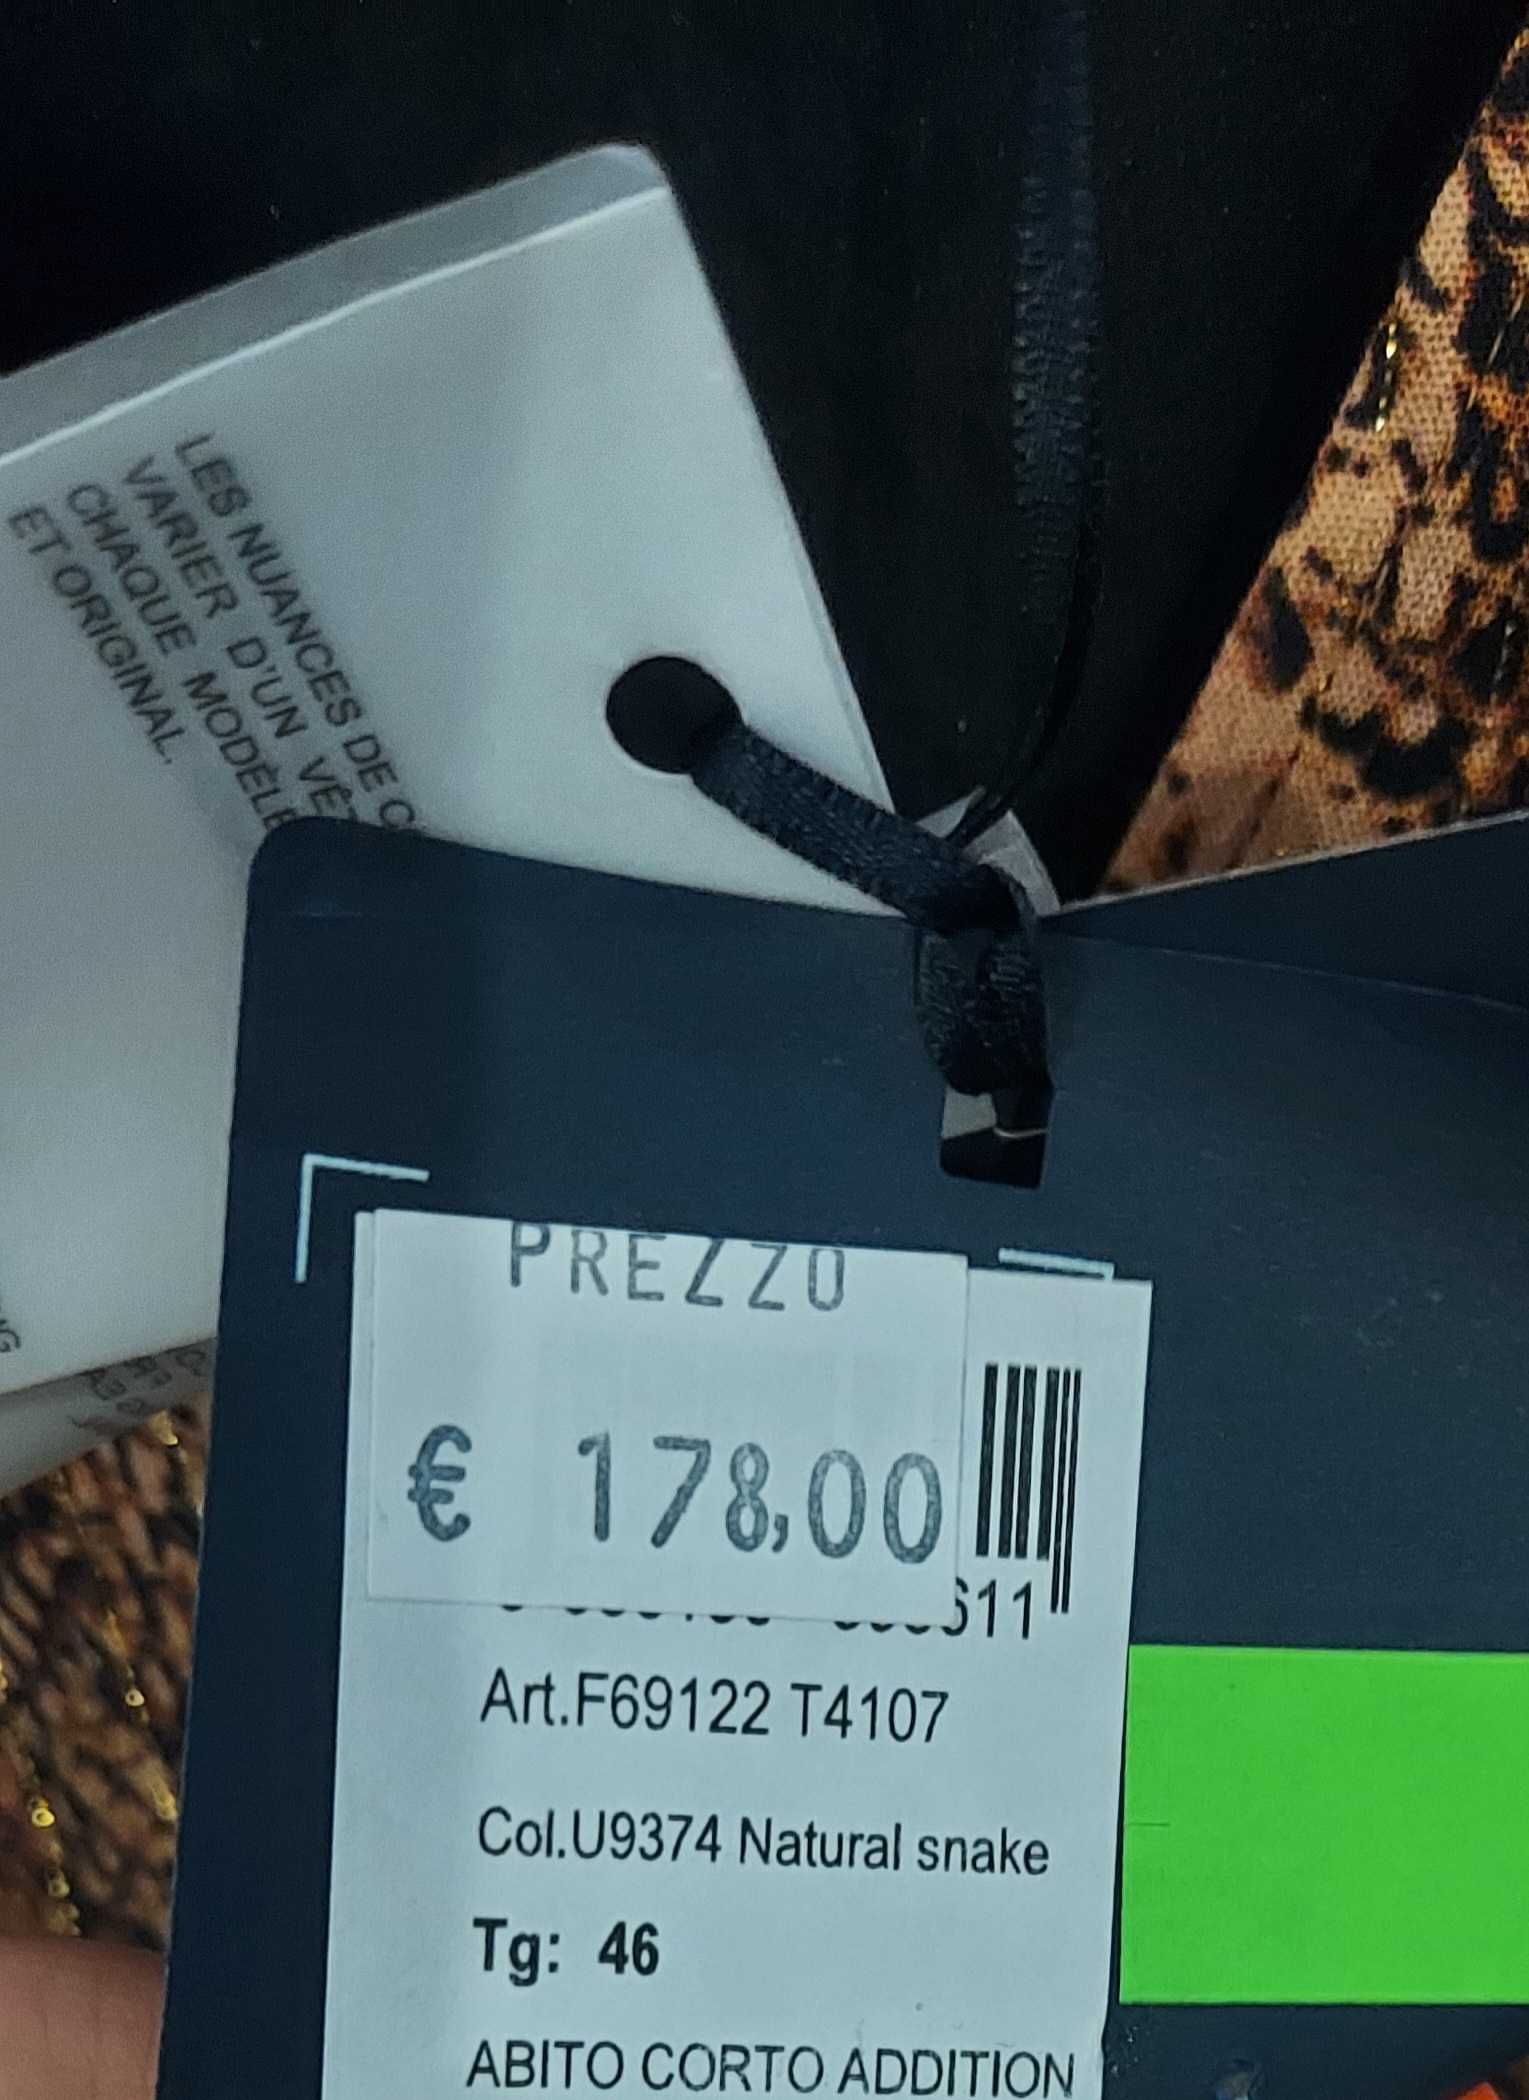 LES NUANCES DE
VARIER D'UN
CHAQUE MODÈLE
ET ORIGINAL.
PREZZO
€ 178,00
611
Art.F69122 T4107
Col.U9374 Natural snake
Tg: 46
ABITO CORTO ADDITION